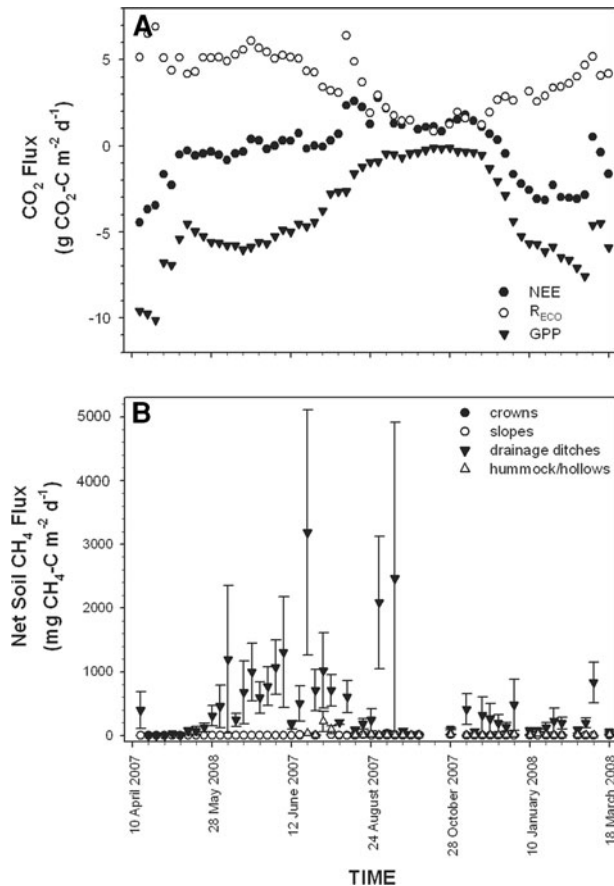 A
CO2 Flux
(g CO2-C m-2 d-1)
5
0
-5
-10
NEE
RECO
GPP
B
Net Soil CH4 Flux
(mg CH4-C m-2 d-1)
5000
4000
3000
2000
1000
0
crowns
slopes
drainage ditches
hummock/hollows
10 April 2007
28 May 2008
12 June 2007
24 August 2007
28 October 2007
10 January 2008
18 March 2008
TIME